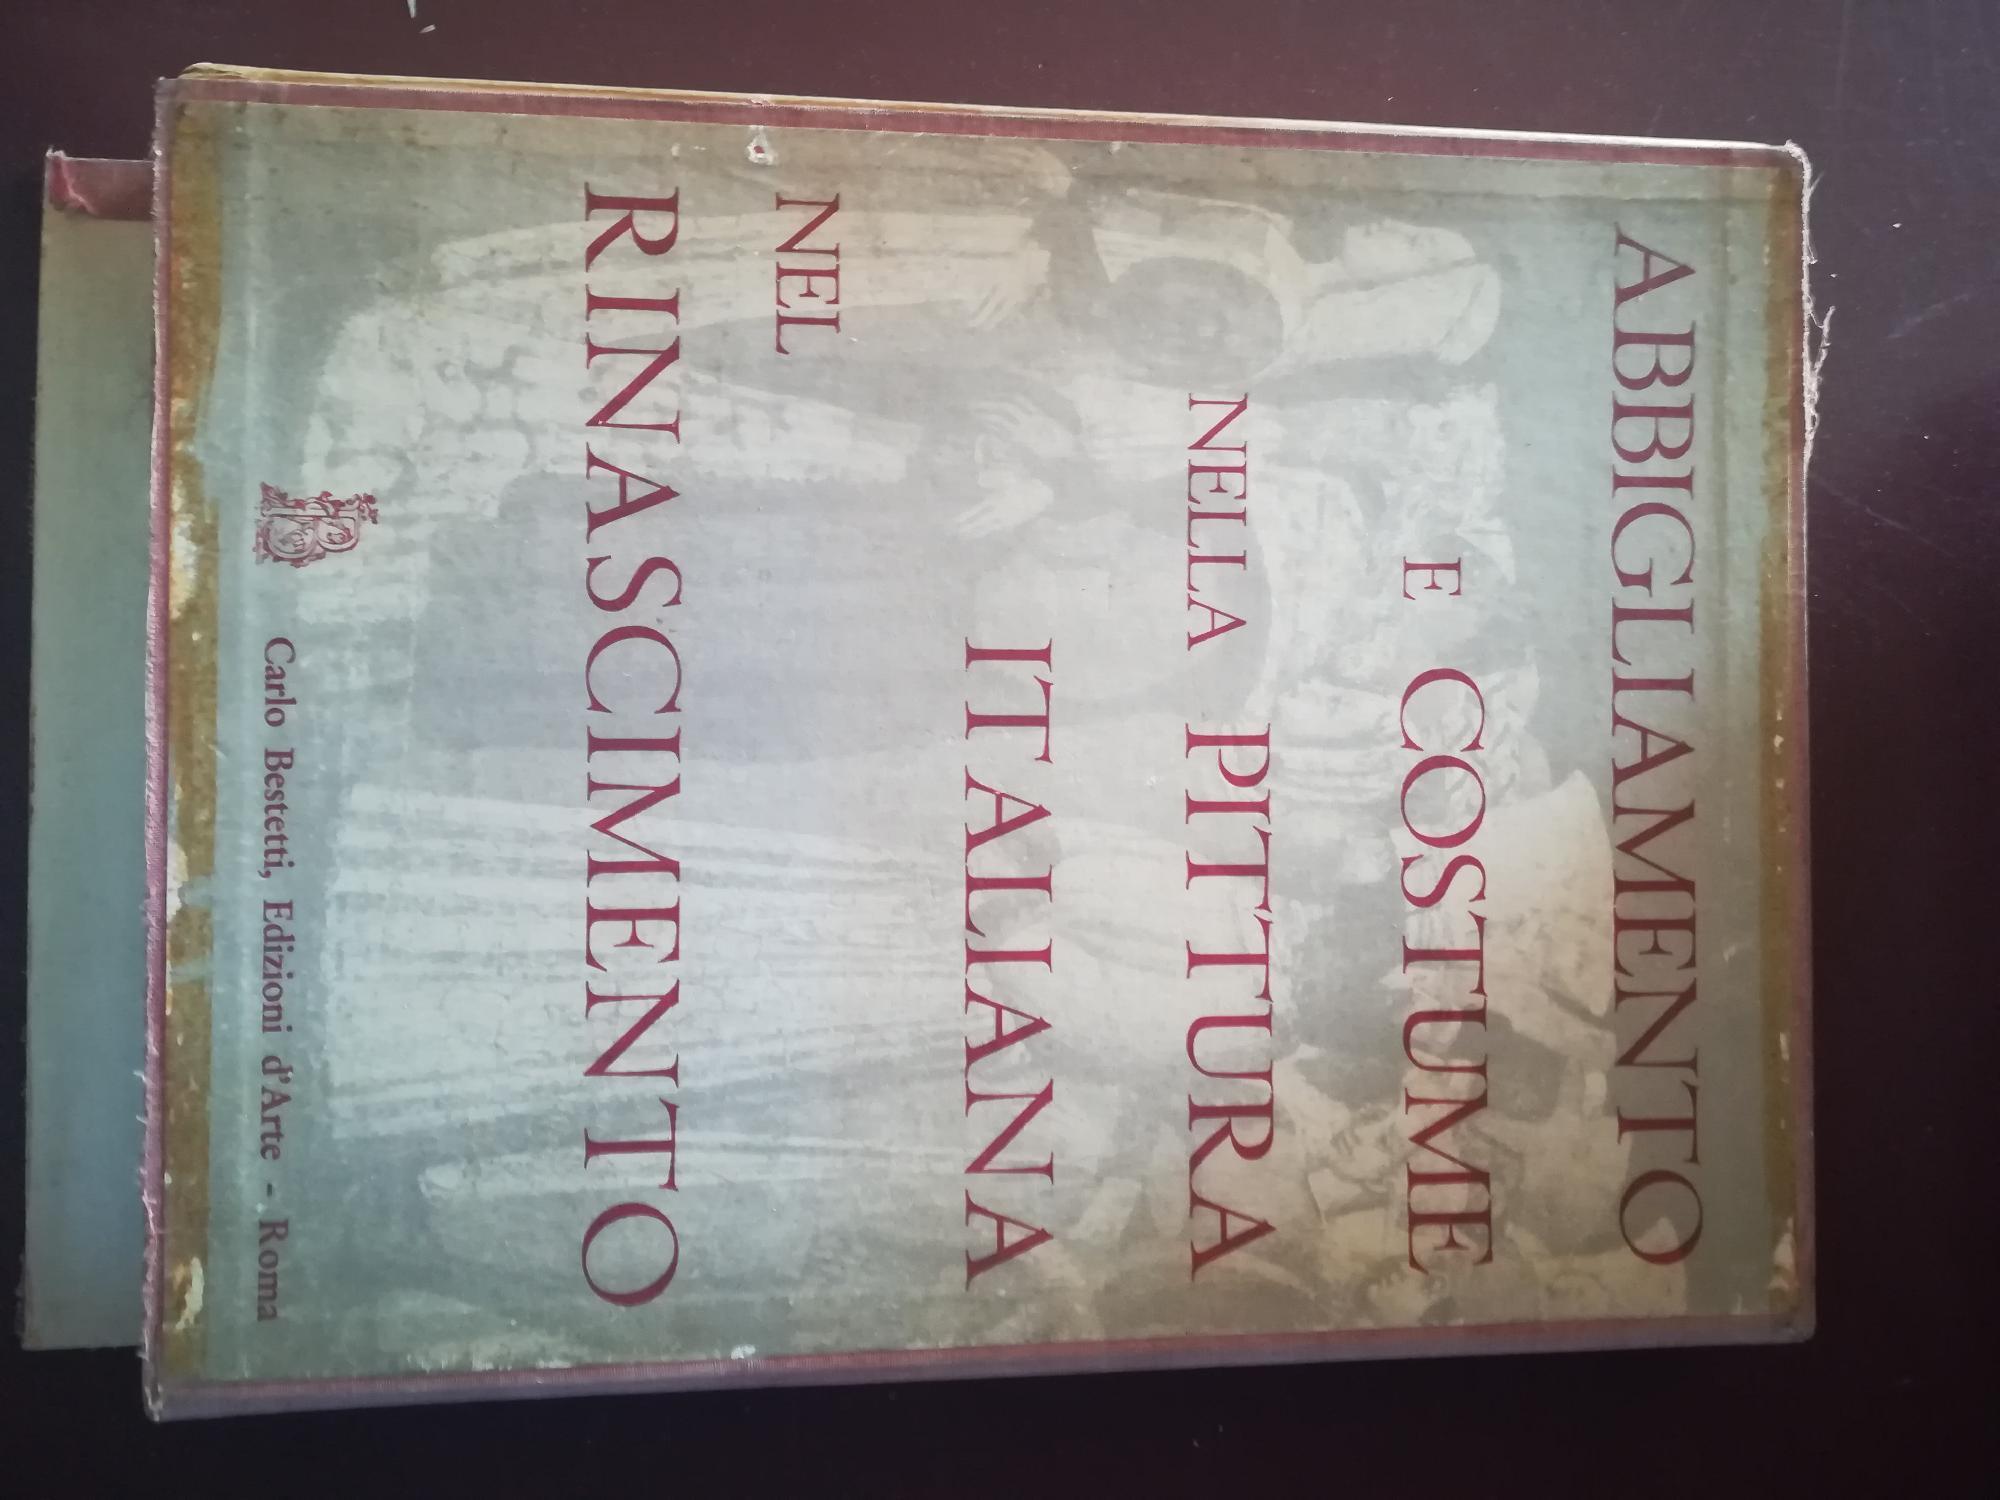 ABBIGLIAMENTO
E COSTUME
NELLA PITTURA
ITALIANA
NEL
RINASCIMENTO
Carlo Bestetti, Edizioni d'Arte - Roma